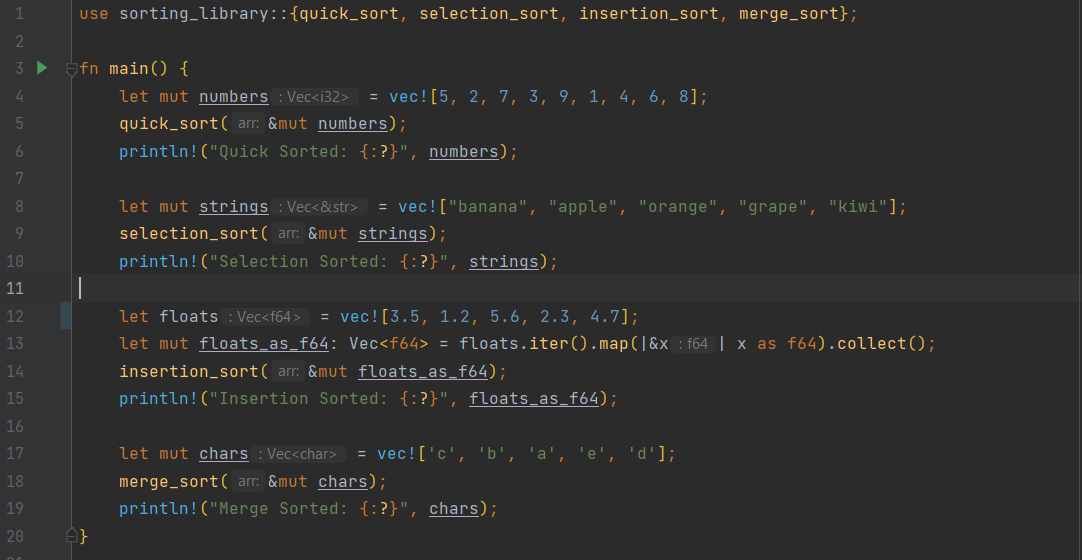 1 use sorting_library::{quick_sort, selection_sort, insertion_sort, merge_sort};
2
3 fn main() {
4     let mut numbers : Vec<i32> = vec![5, 2, 7, 3, 9, 1, 4, 6, 8];
5     quick_sort( arr: &mut numbers);
6     println!("Quick Sorted: {:?}", numbers);
7
8     let mut strings : Vec<&str> = vec!["banana", "apple", "orange", "grape", "kiwi"];
9     selection_sort( arr: &mut strings);
10     println!("Selection Sorted: {:?}", strings);
11
12     let floats : Vec<f64> = vec![3.5, 1.2, 5.6, 2.3, 4.7];
13     let mut floats_as_f64: Vec<f64> = floats.iter().map(|&x : f64 | x as f64).collect();
14     insertion_sort( arr: &mut floats_as_f64);
15     println!("Insertion Sorted: {:?}", floats_as_f64);
16
17     let mut chars : Vec<char> = vec!['c', 'b', 'a', 'e', 'd'];
18     merge_sort( arr: &mut chars);
19     println!("Merge Sorted: {:?}", chars);
20 }